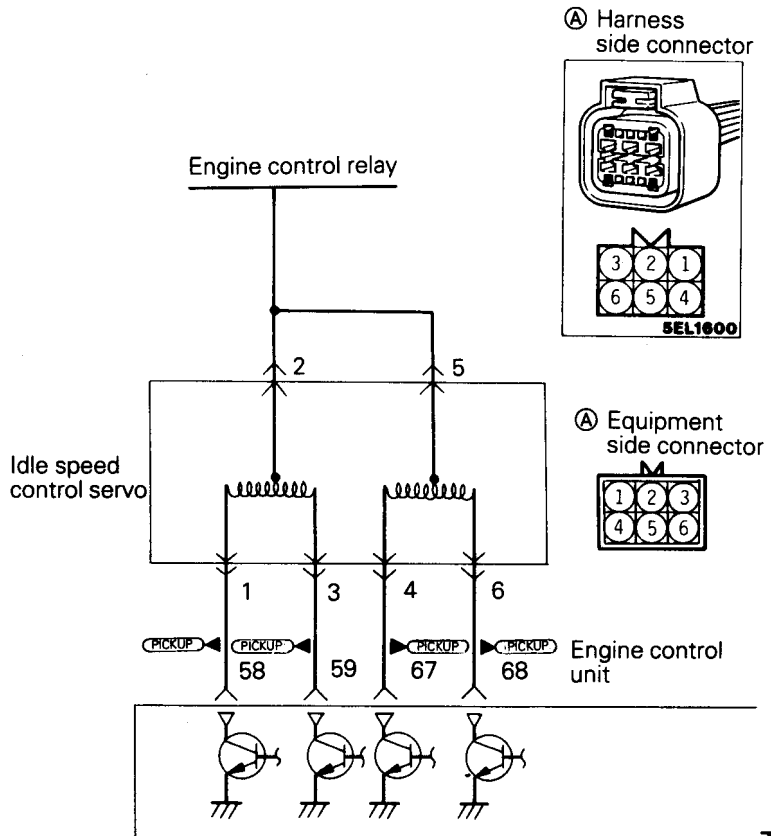 Ⓐ Harness
side connector
3 2 1
6 5 4
5EL1600
Engine control relay
2 5
Ⓐ Equipment
side connector
1 2 3
4 5 6
Idle speed
control servo
1 3 4 6
PICKUP PICKUP PICKUP PICKUP
58 59 67 68
Engine control
unit